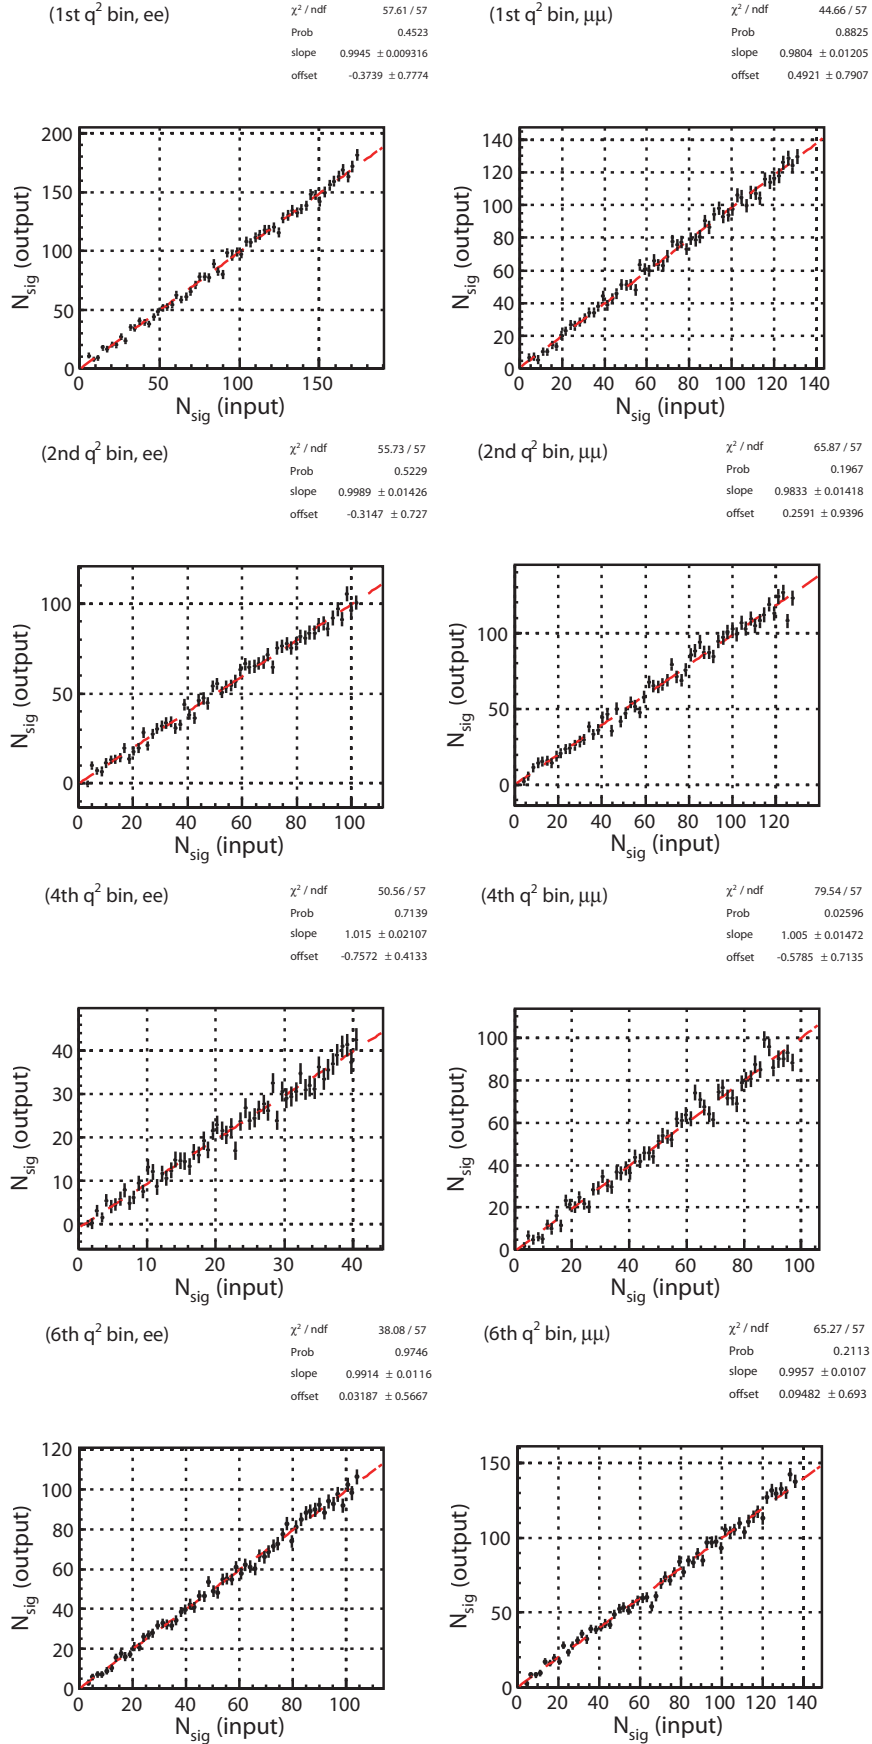 (1st q² bin, ee)
χ² / ndf 57.61 / 57
Prob 0.4523
slope 0.9945 ± 0.009316
offset -0.3739 ± 0.7774
200
150
100
50
0
50 100 150
N_sig (output)
N_sig (input)
(1st q² bin, μμ)
χ² / ndf 44.66 / 57
Prob 0.8825
slope 0.9804 ± 0.01205
offset 0.4921 ± 0.7907
140
120
100
80
60
40
20
0
0 20 40 60 80 100 120 140
N_sig (output)
N_sig (input)
(2nd q² bin, ee)
χ² / ndf 55.73 / 57
Prob 0.5229
slope 0.9989 ± 0.01426
offset -0.3147 ± 0.727
100
50
0
0 20 40 60 80 100
N_sig (output)
N_sig (input)
(2nd q² bin, μμ)
χ² / ndf 65.87 / 57
Prob 0.1967
slope 0.9833 ± 0.01418
offset 0.2591 ± 0.9396
100
50
0
0 20 40 60 80 100 120
N_sig (output)
N_sig (input)
(4th q² bin, ee)
χ² / ndf 50.56 / 57
Prob 0.7139
slope 1.015 ± 0.02107
offset -0.7572 ± 0.4133
40
30
20
10
0
0 10 20 30 40
N_sig (output)
N_sig (input)
(4th q² bin, μμ)
χ² / ndf 79.54 / 57
Prob 0.02596
slope 1.005 ± 0.01472
offset -0.5785 ± 0.7135
100
80
60
40
20
0
0 20 40 60 80 100
N_sig (output)
N_sig (input)
(6th q² bin, ee)
χ² / ndf 38.08 / 57
Prob 0.9746
slope 0.9914 ± 0.0116
offset 0.03187 ± 0.5667
120
100
80
60
40
20
0
0 20 40 60 80 100
N_sig (output)
N_sig (input)
(6th q² bin, μμ)
χ² / ndf 65.27 / 57
Prob 0.2113
slope 0.9957 ± 0.0107
offset 0.09482 ± 0.693
150
100
50
0
0 20 40 60 80 100 120 140
N_sig (output)
N_sig (input)